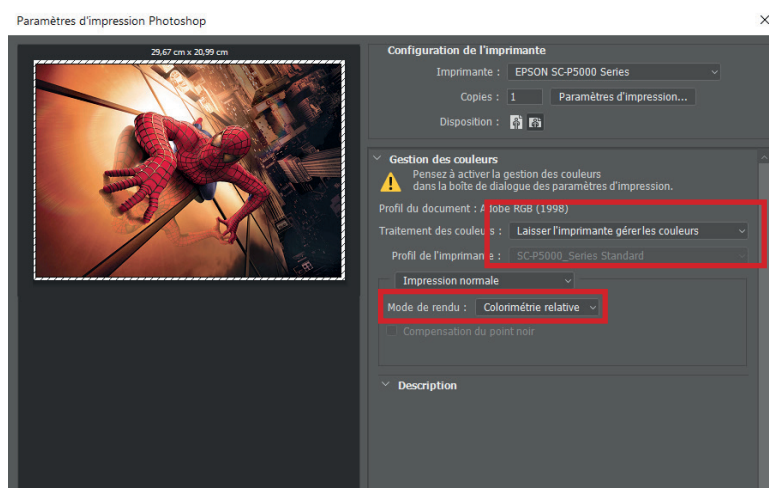 Paramètres d'impression Photoshop
29,67 cm x 20,99 cm
Configuration de l'imprimante
Imprimante : EPSON SC-P5000 Series
Copies : 1 Paramètres d'impression...
Disposition :
Gestion des couleurs
Pensez à activer la gestion des couleurs
dans la boîte de dialogue des paramètres d'impression.
Profil du document : Adobe RGB (1998)
Traitement des couleurs : Laisser l'imprimante gérer les couleurs
Profil de l'imprimante : SC-P5000_Series Standard
Impression normale
Mode de rendu : Colorimétrie relative
Compensation du point noir
Description